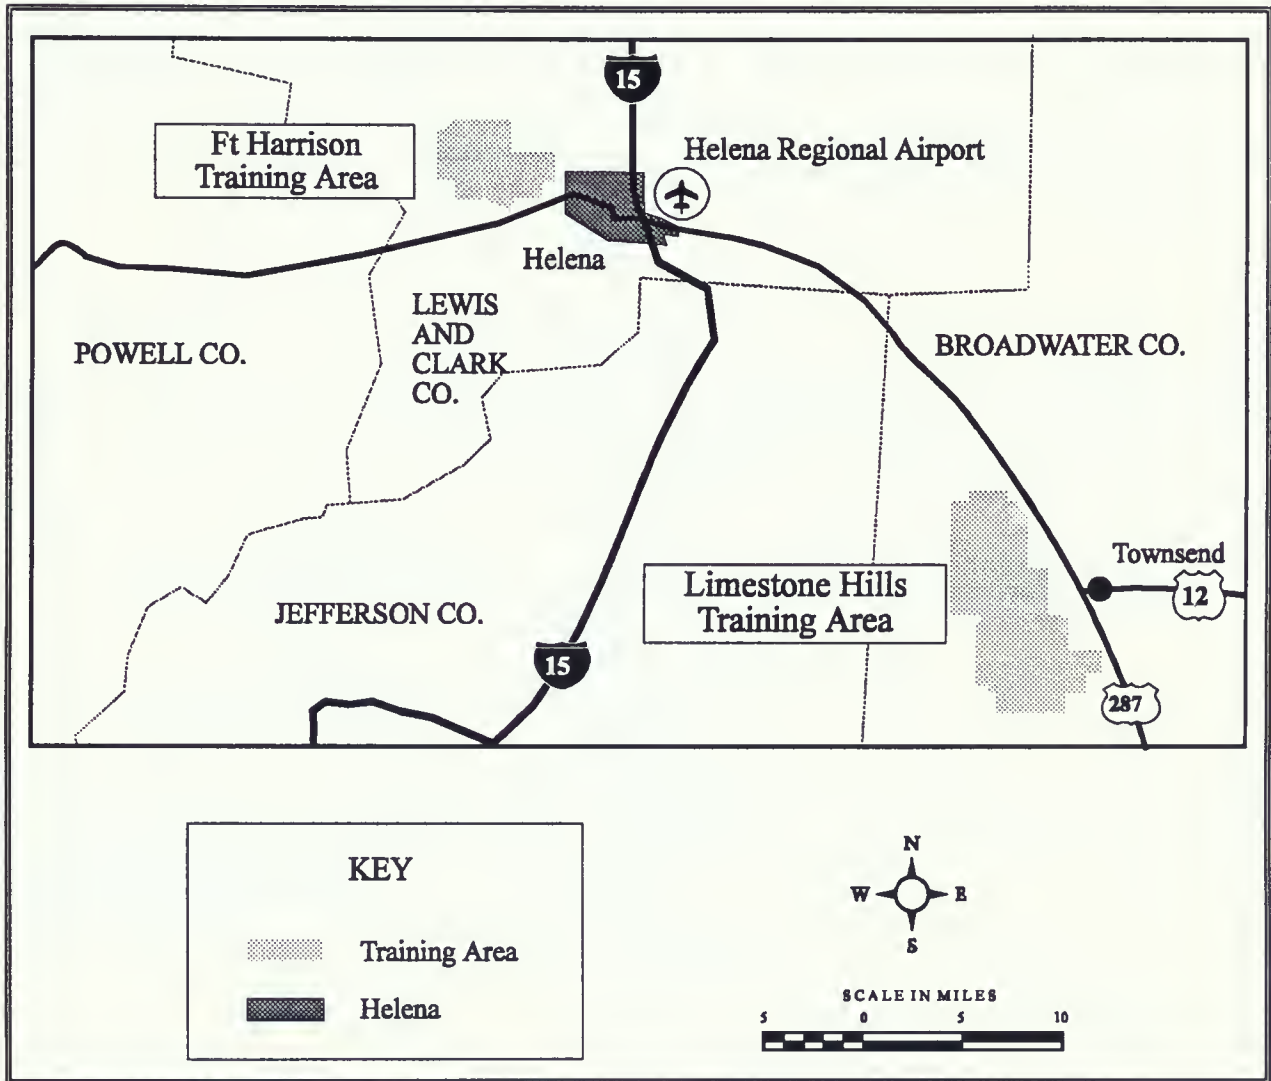 15
Ft Harrison
Training Area
Helena Regional Airport
Helena
LEWIS
AND
CLARK
CO.
POWELL CO.
BROADWATER CO.
Townsend
12
Limestone Hills
Training Area
JEFFERSON CO.
15
287
KEY
Training Area
Helena
N
W
E
S
SCALE IN MILES
5 0 5 10